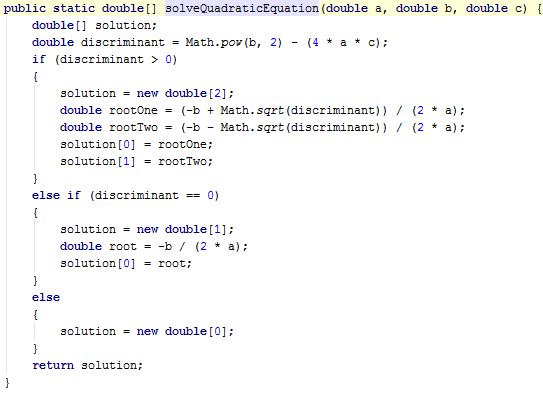 public static double[] solveQuadraticEquation(double a, double b, double c) {
    double[] solution;
    double discriminant = Math.pow(b, 2) - (4 * a * c);
    if (discriminant > 0)
    {
        solution = new double[2];
        double rootOne = (-b + Math.sqrt(discriminant)) / (2 * a);
        double rootTwo = (-b - Math.sqrt(discriminant)) / (2 * a);
        solution[0] = rootOne;
        solution[1] = rootTwo;
    }
    else if (discriminant == 0)
    {
        solution = new double[1];
        double root = -b / (2 * a);
        solution[0] = root;
    }
    else
    {
        solution = new double[0];
    }
    return solution;
}